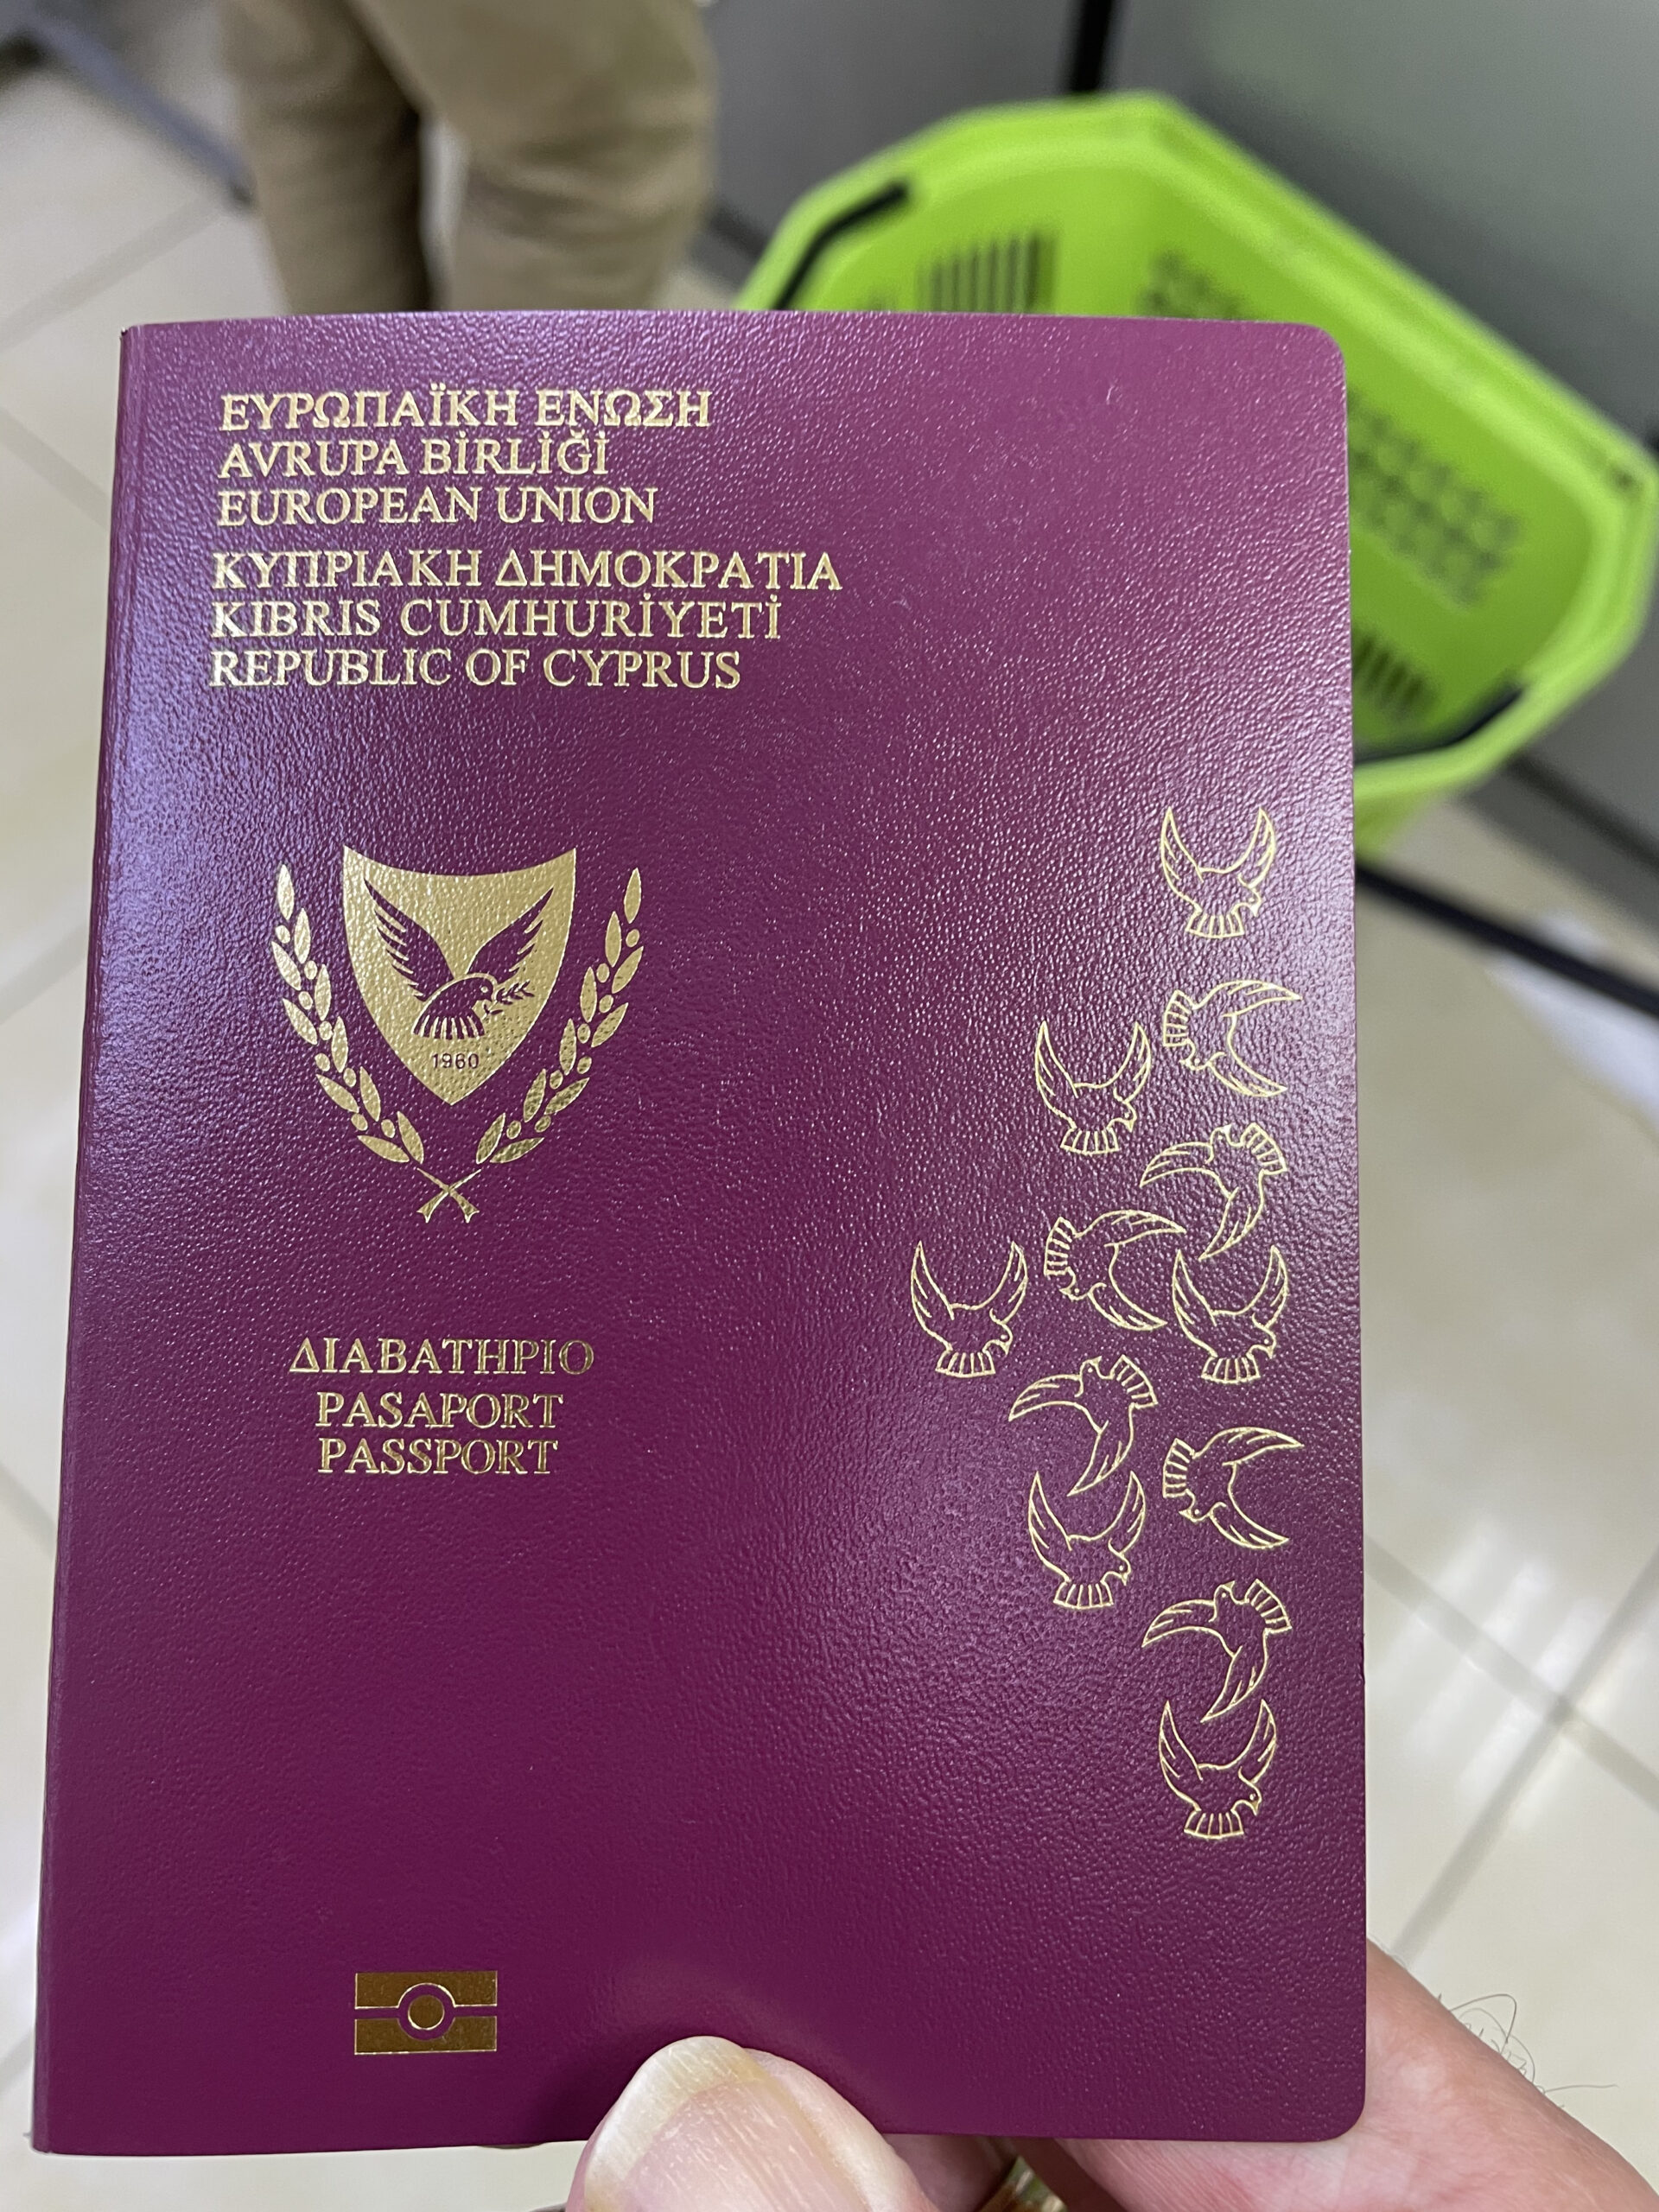 ΕΥΡΩΠΑΪΚΗ ΕΝΩΣΗ
AVRUPA BİRLİĞİ
EUROPEAN UNION
ΚΥΠΡΙΑΚΗ ΔΗΜΟΚΡΑΤΙΑ
KIBRIS CUMHURİYETİ
REPUBLIC OF CYPRUS
1960
ΔΙΑΒΑΤΗΡΙΟ
PASAPORT
PASSPORT